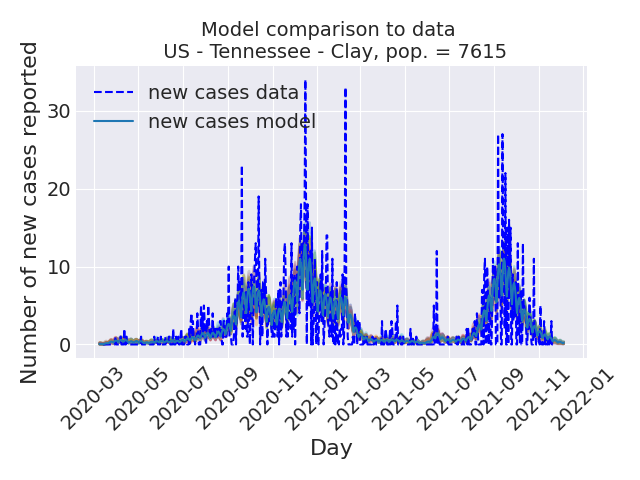 Model comparison to data
US - Tennessee - Clay, pop. = 7615
Number of new cases reported
30
20
10
0
new cases data
new cases model
2020-03
2020-05
2020-07
2020-09
2020-11
2021-01
2021-03
2021-05
2021-07
2021-09
2021-11
2022-01
Day